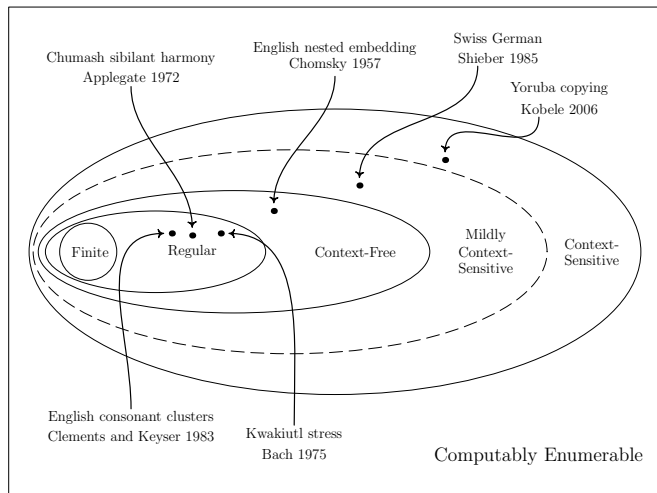 Swiss German
Shieber 1985
English nested embedding
Chomsky 1957
Chumash sibilant harmony
Applegate 1972
Yoruba copying
Kobele 2006
Finite
Regular
Context-Free
Mildly
Context-
Sensitive
Context-
Sensitive
English consonant clusters
Clements and Keyser 1983
Kwakiutl stress
Bach 1975
Computably Enumerable